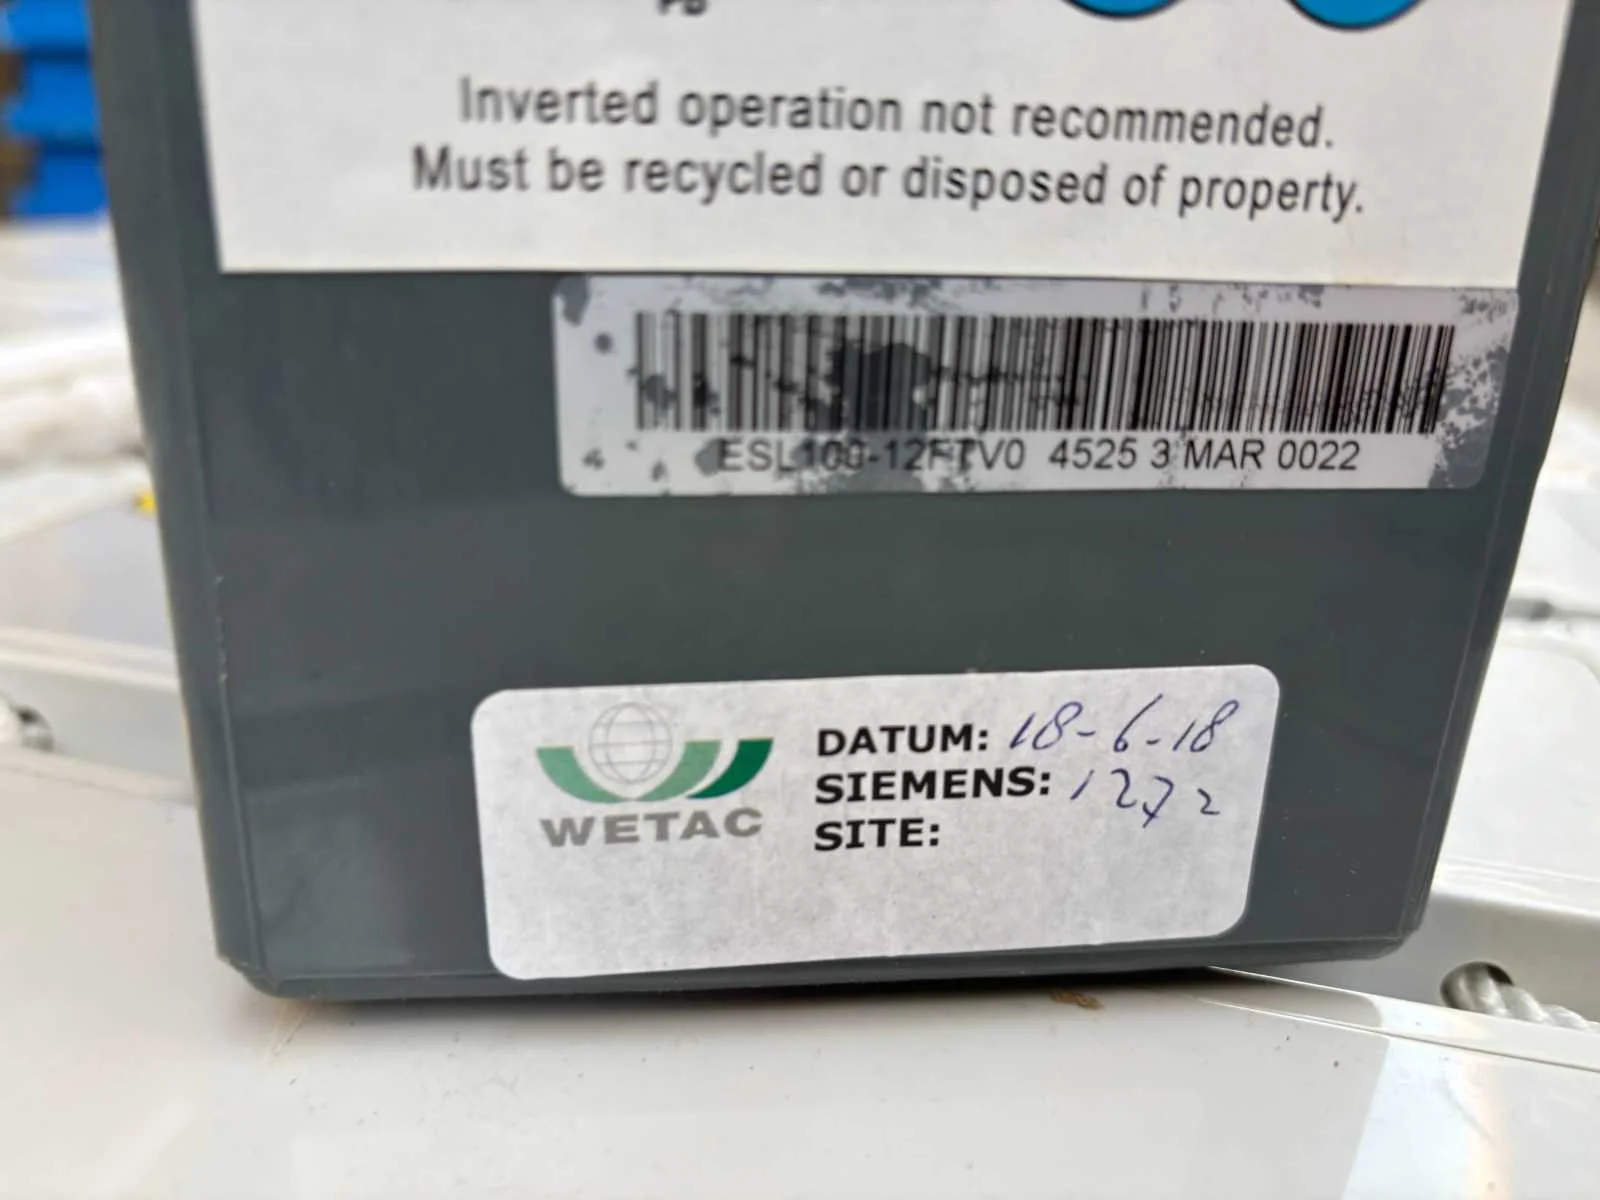 Pb
Inverted operation not recommended.
Must be recycled or disposed of property.
ESL100-12FTV0 4525 3 MAR 0022
WETAC
DATUM: 18-6-18
SIEMENS: 1272
SITE: